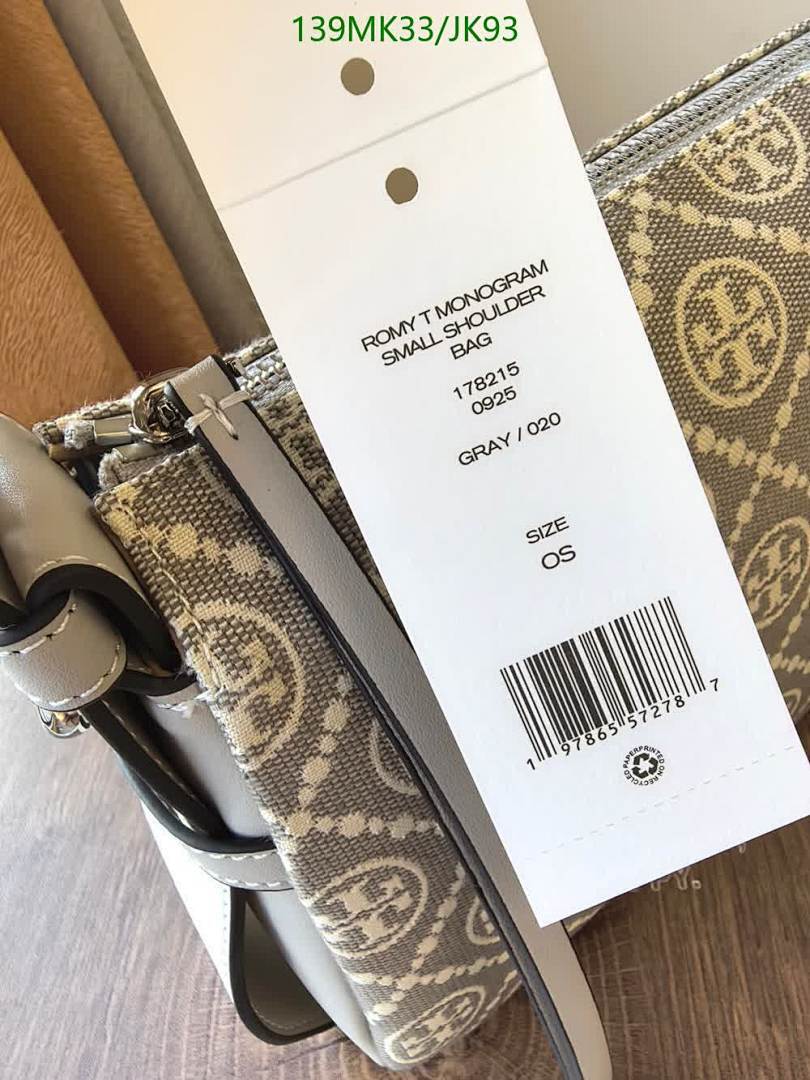 139MK33/JK93
ROMY T MONOGRAM
SMALL SHOULDER
BAG
178215
0925
GRAY / 020
SIZE
OS
1 97865 57278 7
PAPER PRINTED
ON RECYCLED